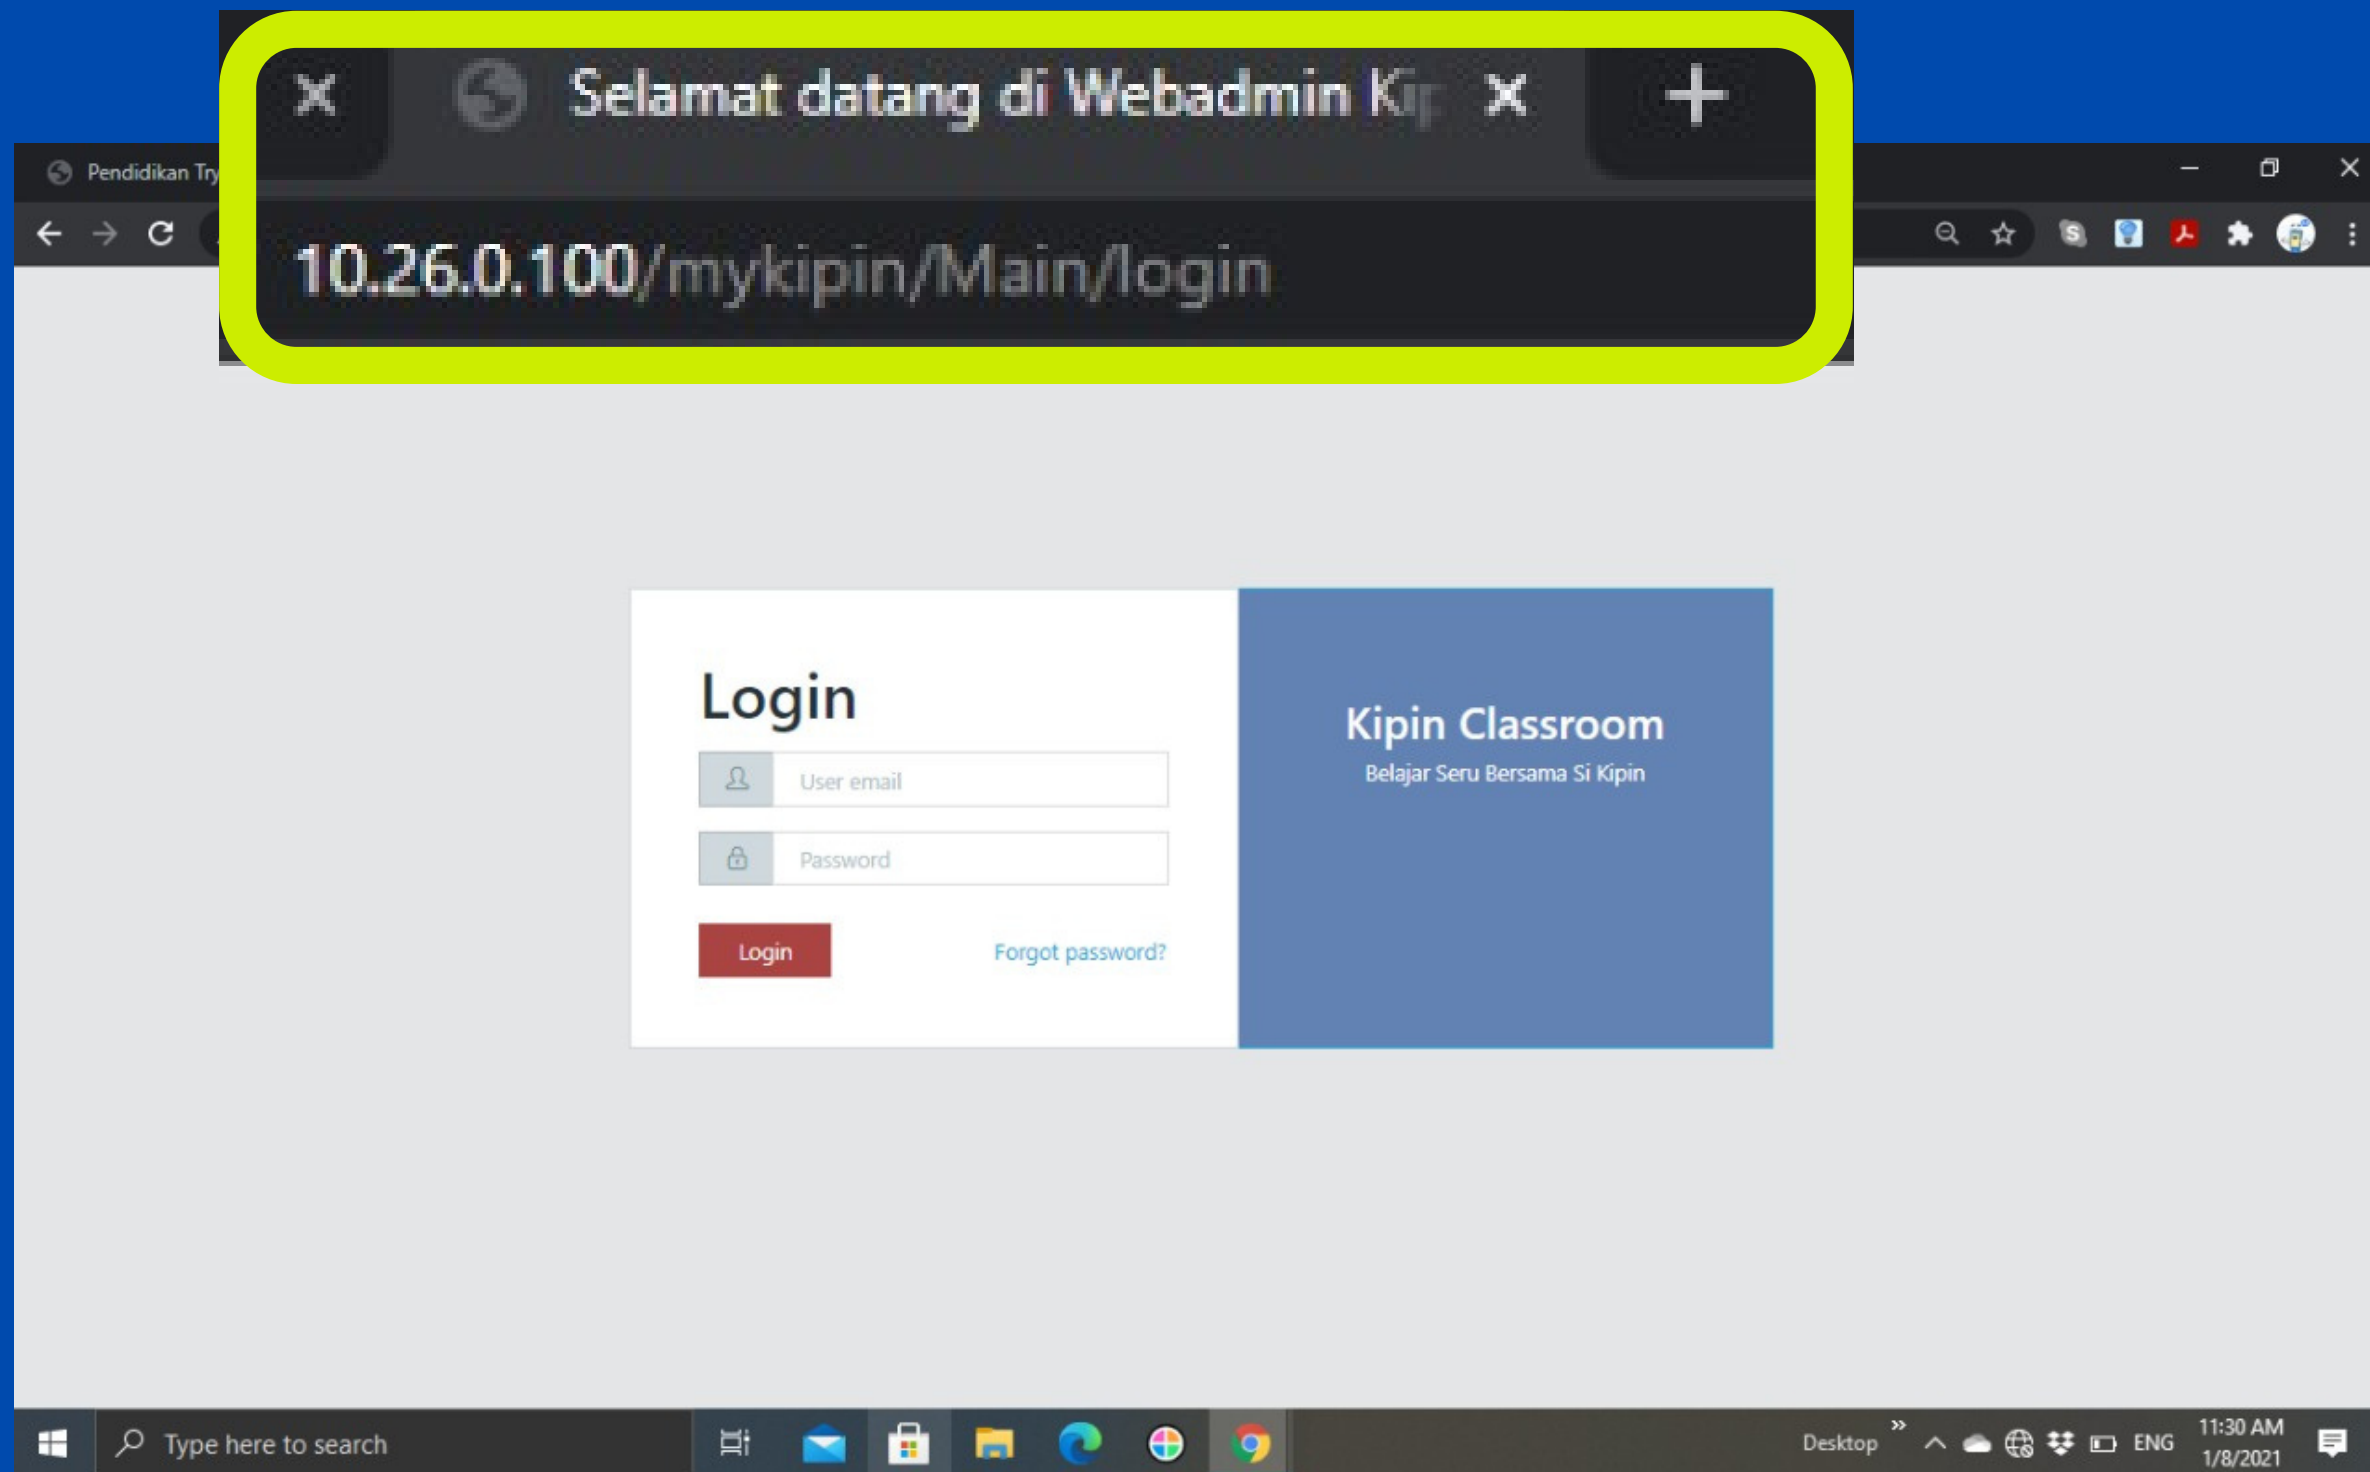 Selamat datang di Webadmin Kip
Pendidikan Try
10.26.0.100/mykipin/Main/login
Login
User email
Password
Login
Forgot password?
Kipin Classroom
Belajar Seru Bersama Si Kipin
Type here to search
Desktop
ENG
11:30 AM
1/8/2021